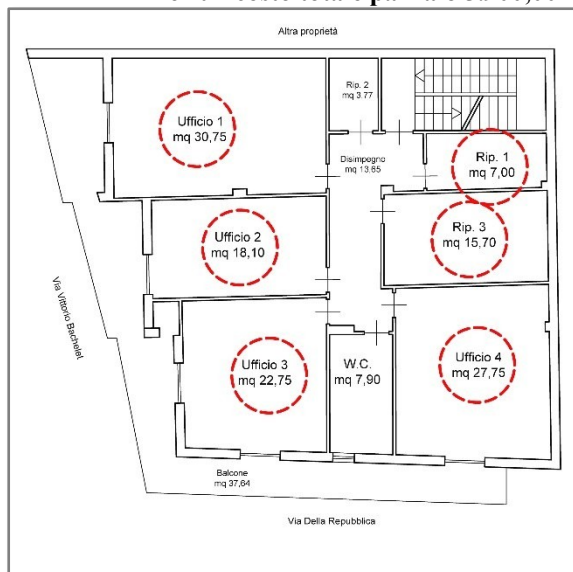 Altra proprietà
Rip. 2
mq 3.77
Ufficio 1
mq 30,75
Disimpegno
mq 13.65
Rip. 1
mq 7,00
Ufficio 2
mq 18,10
Rip. 3
mq 15,70
Via Vittorio Bachelet
Ufficio 3
mq 22,75
W.C.
mq 7,90
Ufficio 4
mq 27,75
Balcone
mq 37,64
Via Della Repubblica